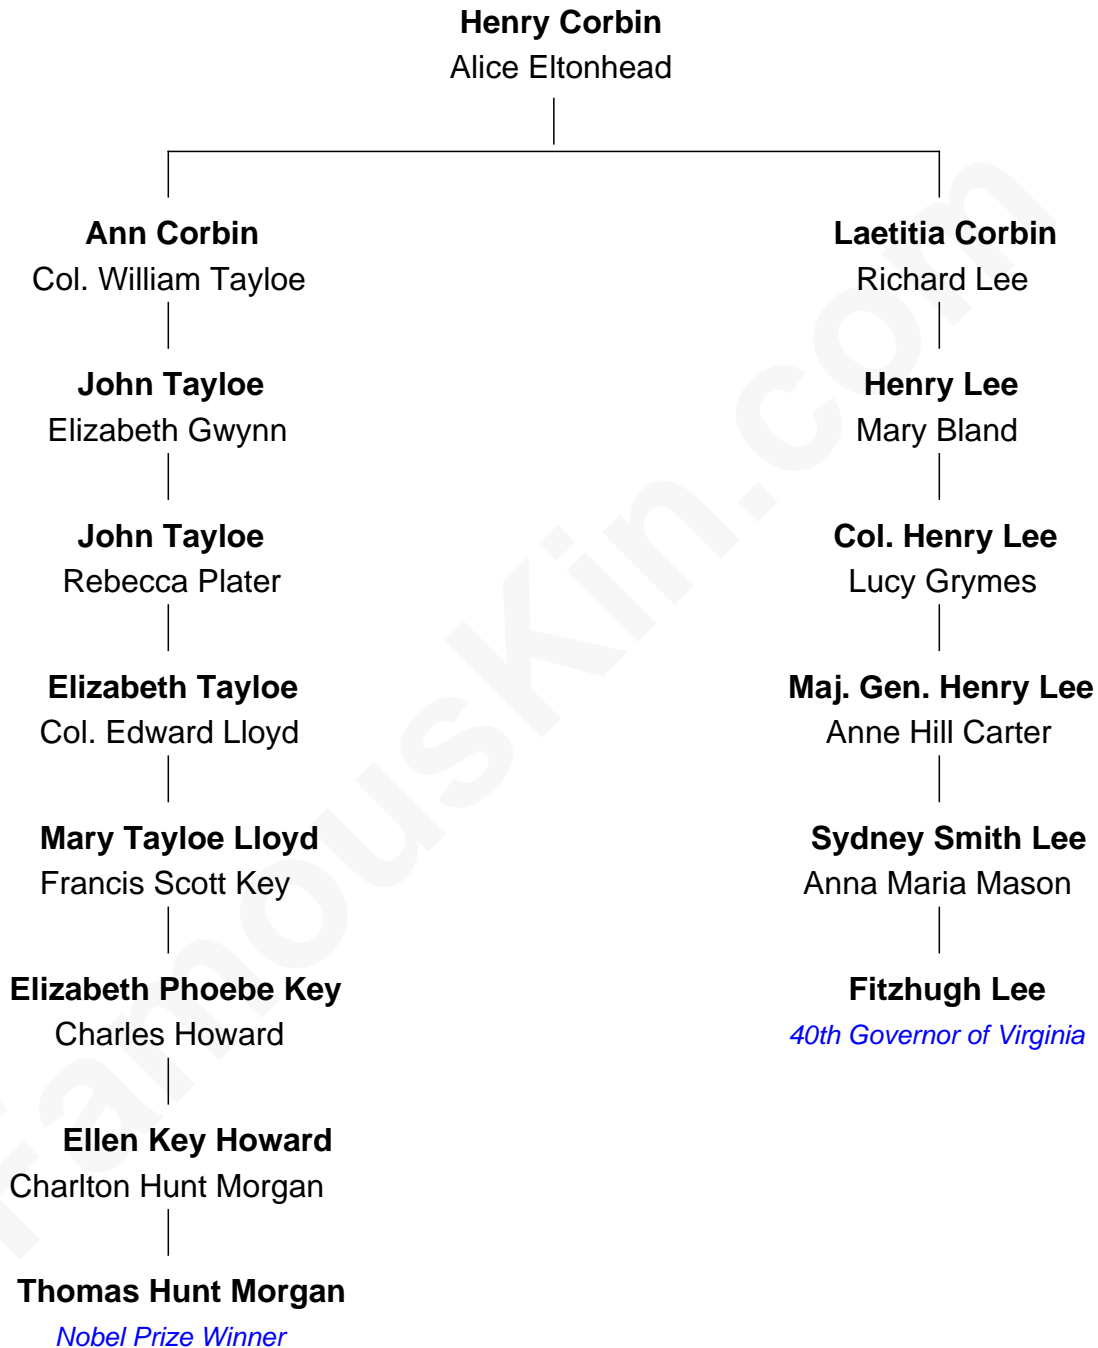 Henry Corbin
Alice Eltonhead
Ann Corbin
Col. William Tayloe
John Tayloe
Elizabeth Gwynn
John Tayloe
Rebecca Plater
Elizabeth Tayloe
Col. Edward Lloyd
Mary Tayloe Lloyd
Francis Scott Key
Elizabeth Phoebe Key
Charles Howard
Ellen Key Howard
Charlton Hunt Morgan
Thomas Hunt Morgan
Nobel Prize Winner
Laetitia Corbin
Richard Lee
Henry Lee
Mary Bland
Col. Henry Lee
Lucy Grymes
Maj. Gen. Henry Lee
Anne Hill Carter
Sydney Smith Lee
Anna Maria Mason
Fitzhugh Lee
40th Governor of Virginia
FamousKin.com